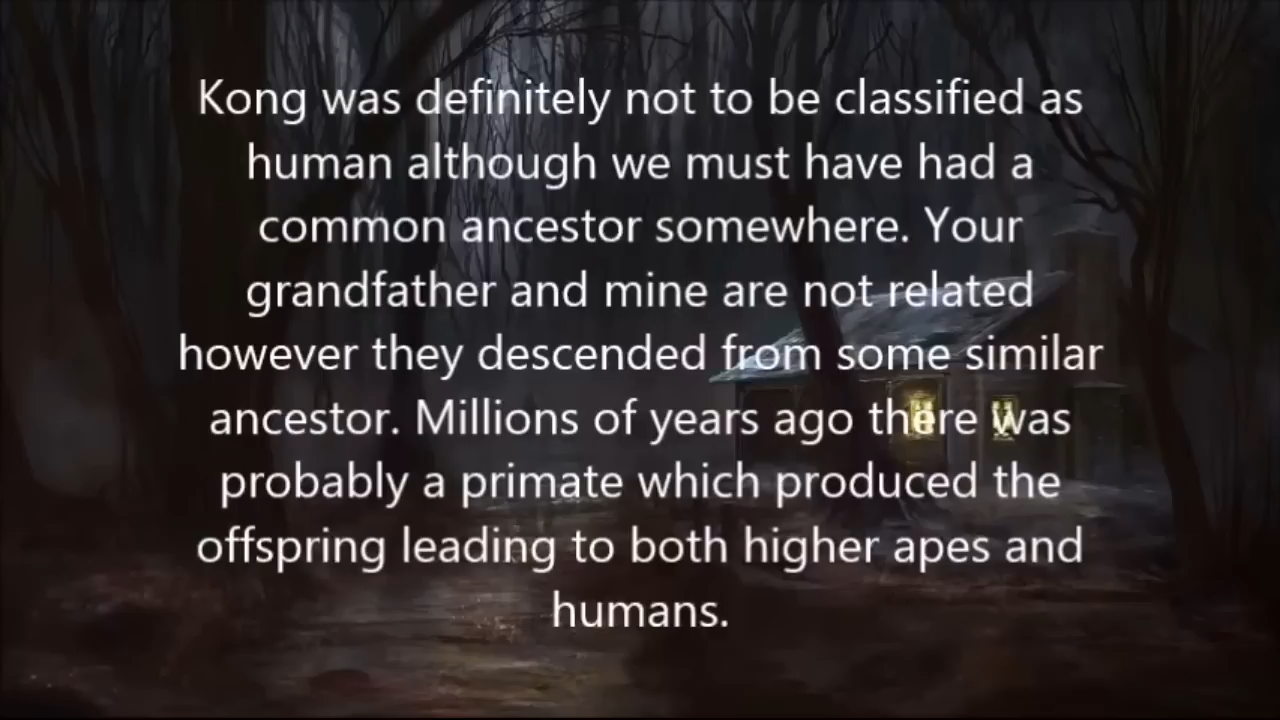 Kong was definitely not to be classified as
human although we must have had a
common ancestor somewhere. Your
grandfather and mine are not related
however they descended from some similar
ancestor. Millions of years ago there was
probably a primate which produced the
offspring leading to both higher apes and
humans.